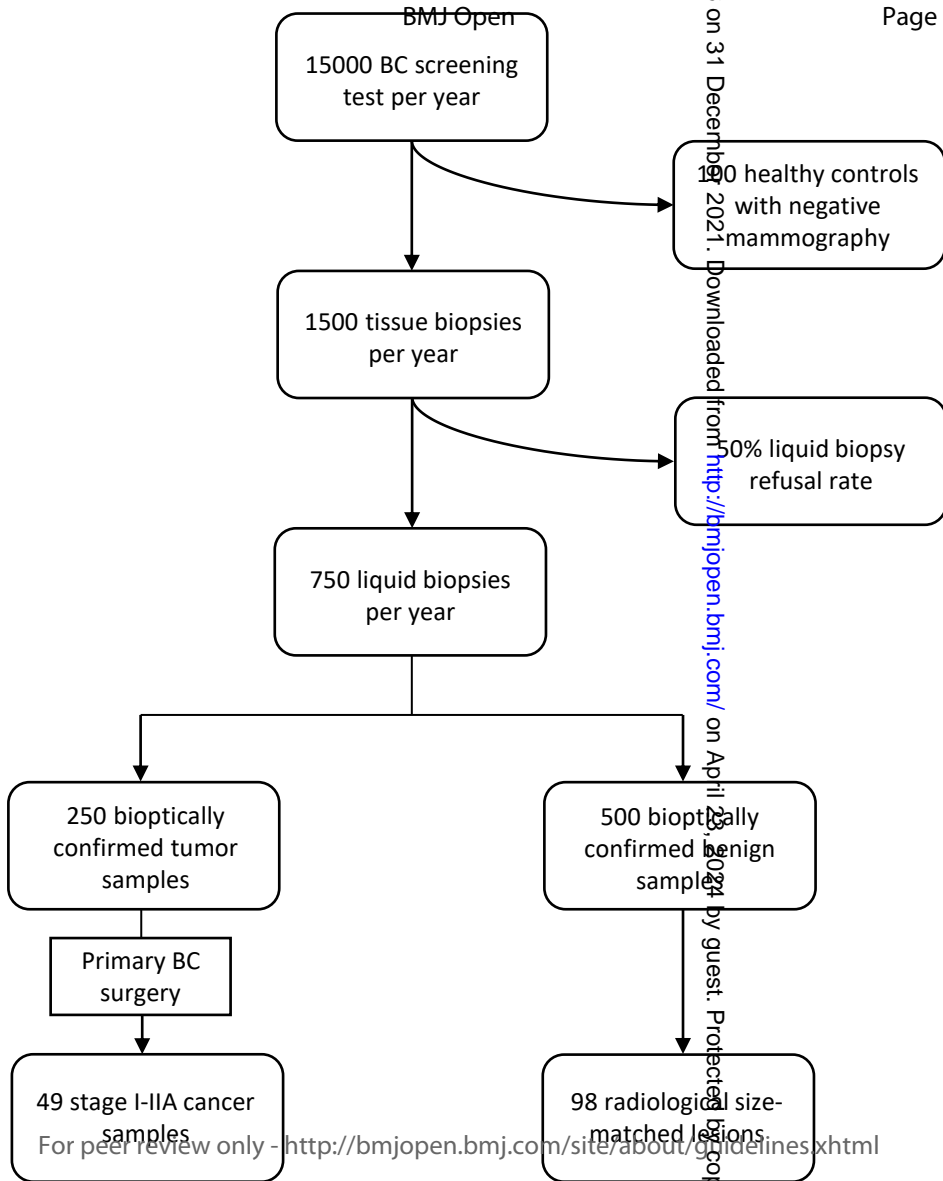 BMJ Open
Page
15000 BC screening
test per year
100 healthy controls
with negative
mammography
1500 tissue biopsies
per year
50% liquid biopsy
refusal rate
750 liquid biopsies
per year
250 bioptically
confirmed tumor
samples
500 bioptically
confirmed benign
samples
Primary BC
surgery
49 stage I-IIA cancer
samples
98 radiological size-
matched lesions
For peer review only - http://bmjopen.bmj.com/site/about/guidelines.xhtml
on 31 December 2021. Downloaded from http://bmjopen.bmj.com/ on April 23, 2024 by guest. Protected by